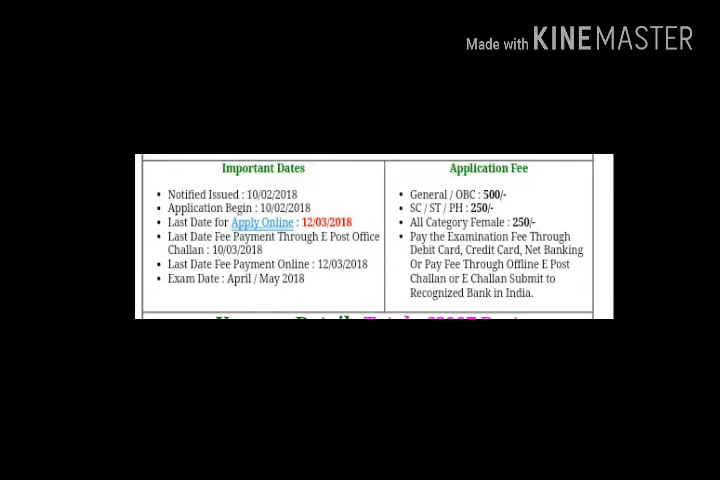 Made with KINEMASTER
Important Dates
Notified Issued : 10/02/2018
Application Begin : 10/02/2018
Last Date for Apply Online : 12/03/2018
Last Date Fee Payment Through E Post Office
Challan : 10/03/2018
Last Date Fee Payment Online : 12/03/2018
Exam Date : April / May 2018
Application Fee
General / OBC : 500/-
SC / ST / PH : 250/-
All Category Female : 250/-
Pay the Examination Fee Through
Debit Card, Credit Card, Net Banking
Or Pay Fee Through Offline E Post
Challan or E Challan Submit to
Recognized Bank in India.